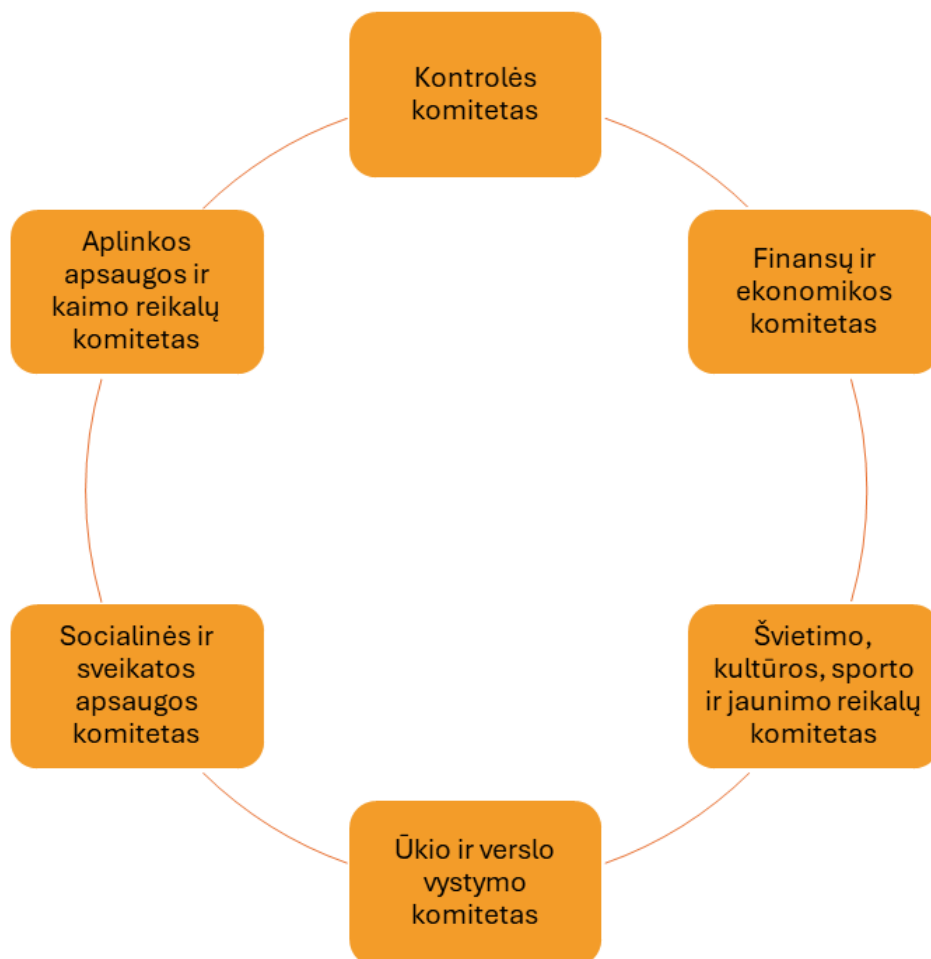 Kontrolės
komitetas
Finansų ir
ekonomikos
komitetas
Švietimo,
kultūros, sporto
ir jaunimo reikalų
komitetas
Ūkio ir verslo
vystymo
komitetas
Socialinės ir
sveikatos
apsaugos
komitetas
Aplinkos
apsaugos ir
kaimo reikalų
komitetas